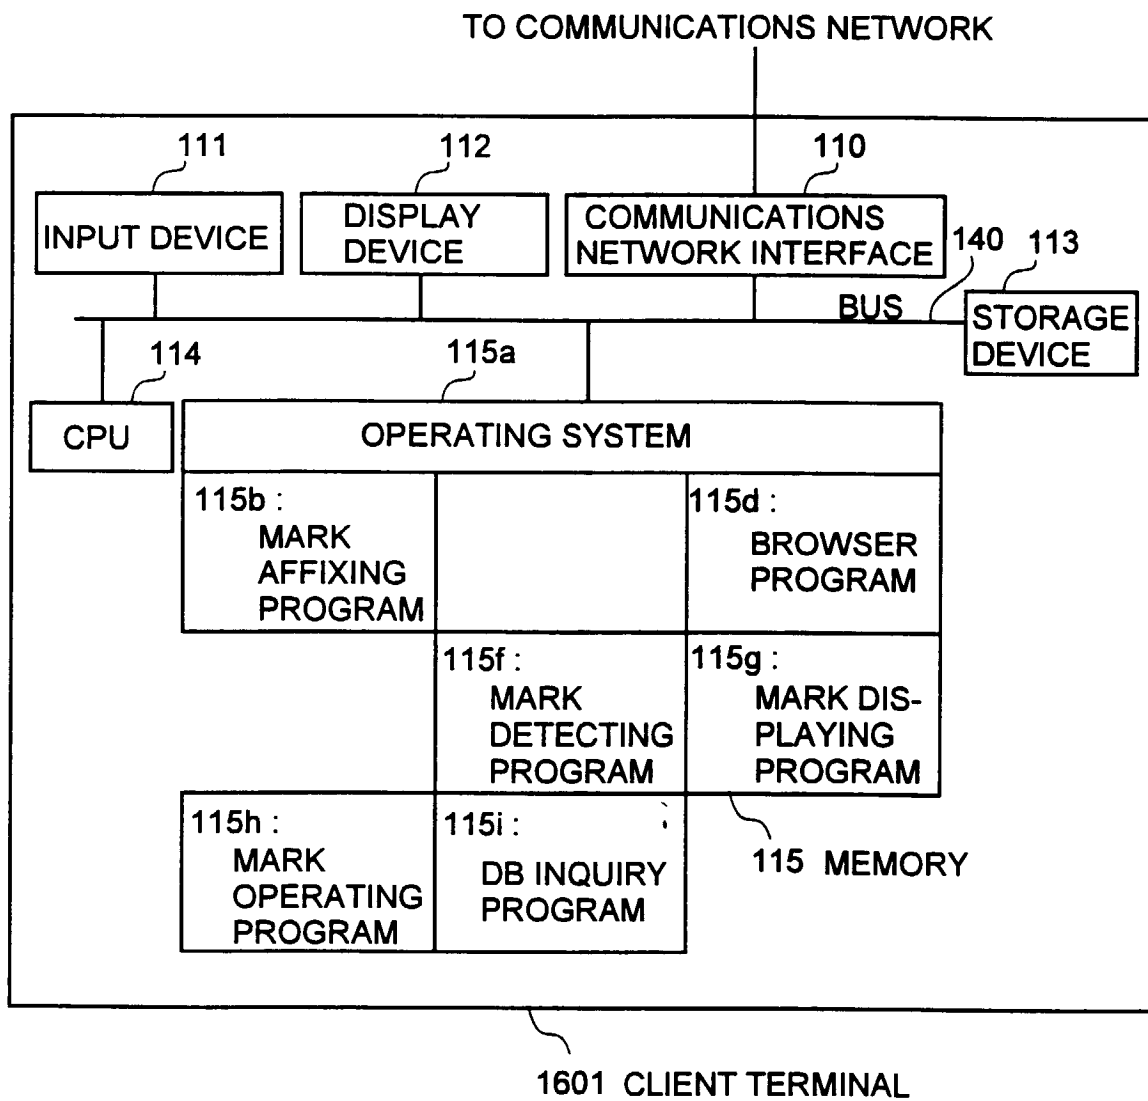 TO COMMUNICATIONS NETWORK
111
112
110
INPUT DEVICE
DISPLAY
DEVICE
COMMUNICATIONS
NETWORK INTERFACE
140
113
BUS
STORAGE
DEVICE
114
115a
CPU
OPERATING SYSTEM
115b :
MARK
AFFIXING
PROGRAM
115d :
BROWSER
PROGRAM
115f :
MARK
DETECTING
PROGRAM
115g :
MARK DIS-
PLAYING
PROGRAM
115h :
MARK
OPERATING
PROGRAM
115i :
DB INQUIRY
PROGRAM
115 MEMORY
1601 CLIENT TERMINAL